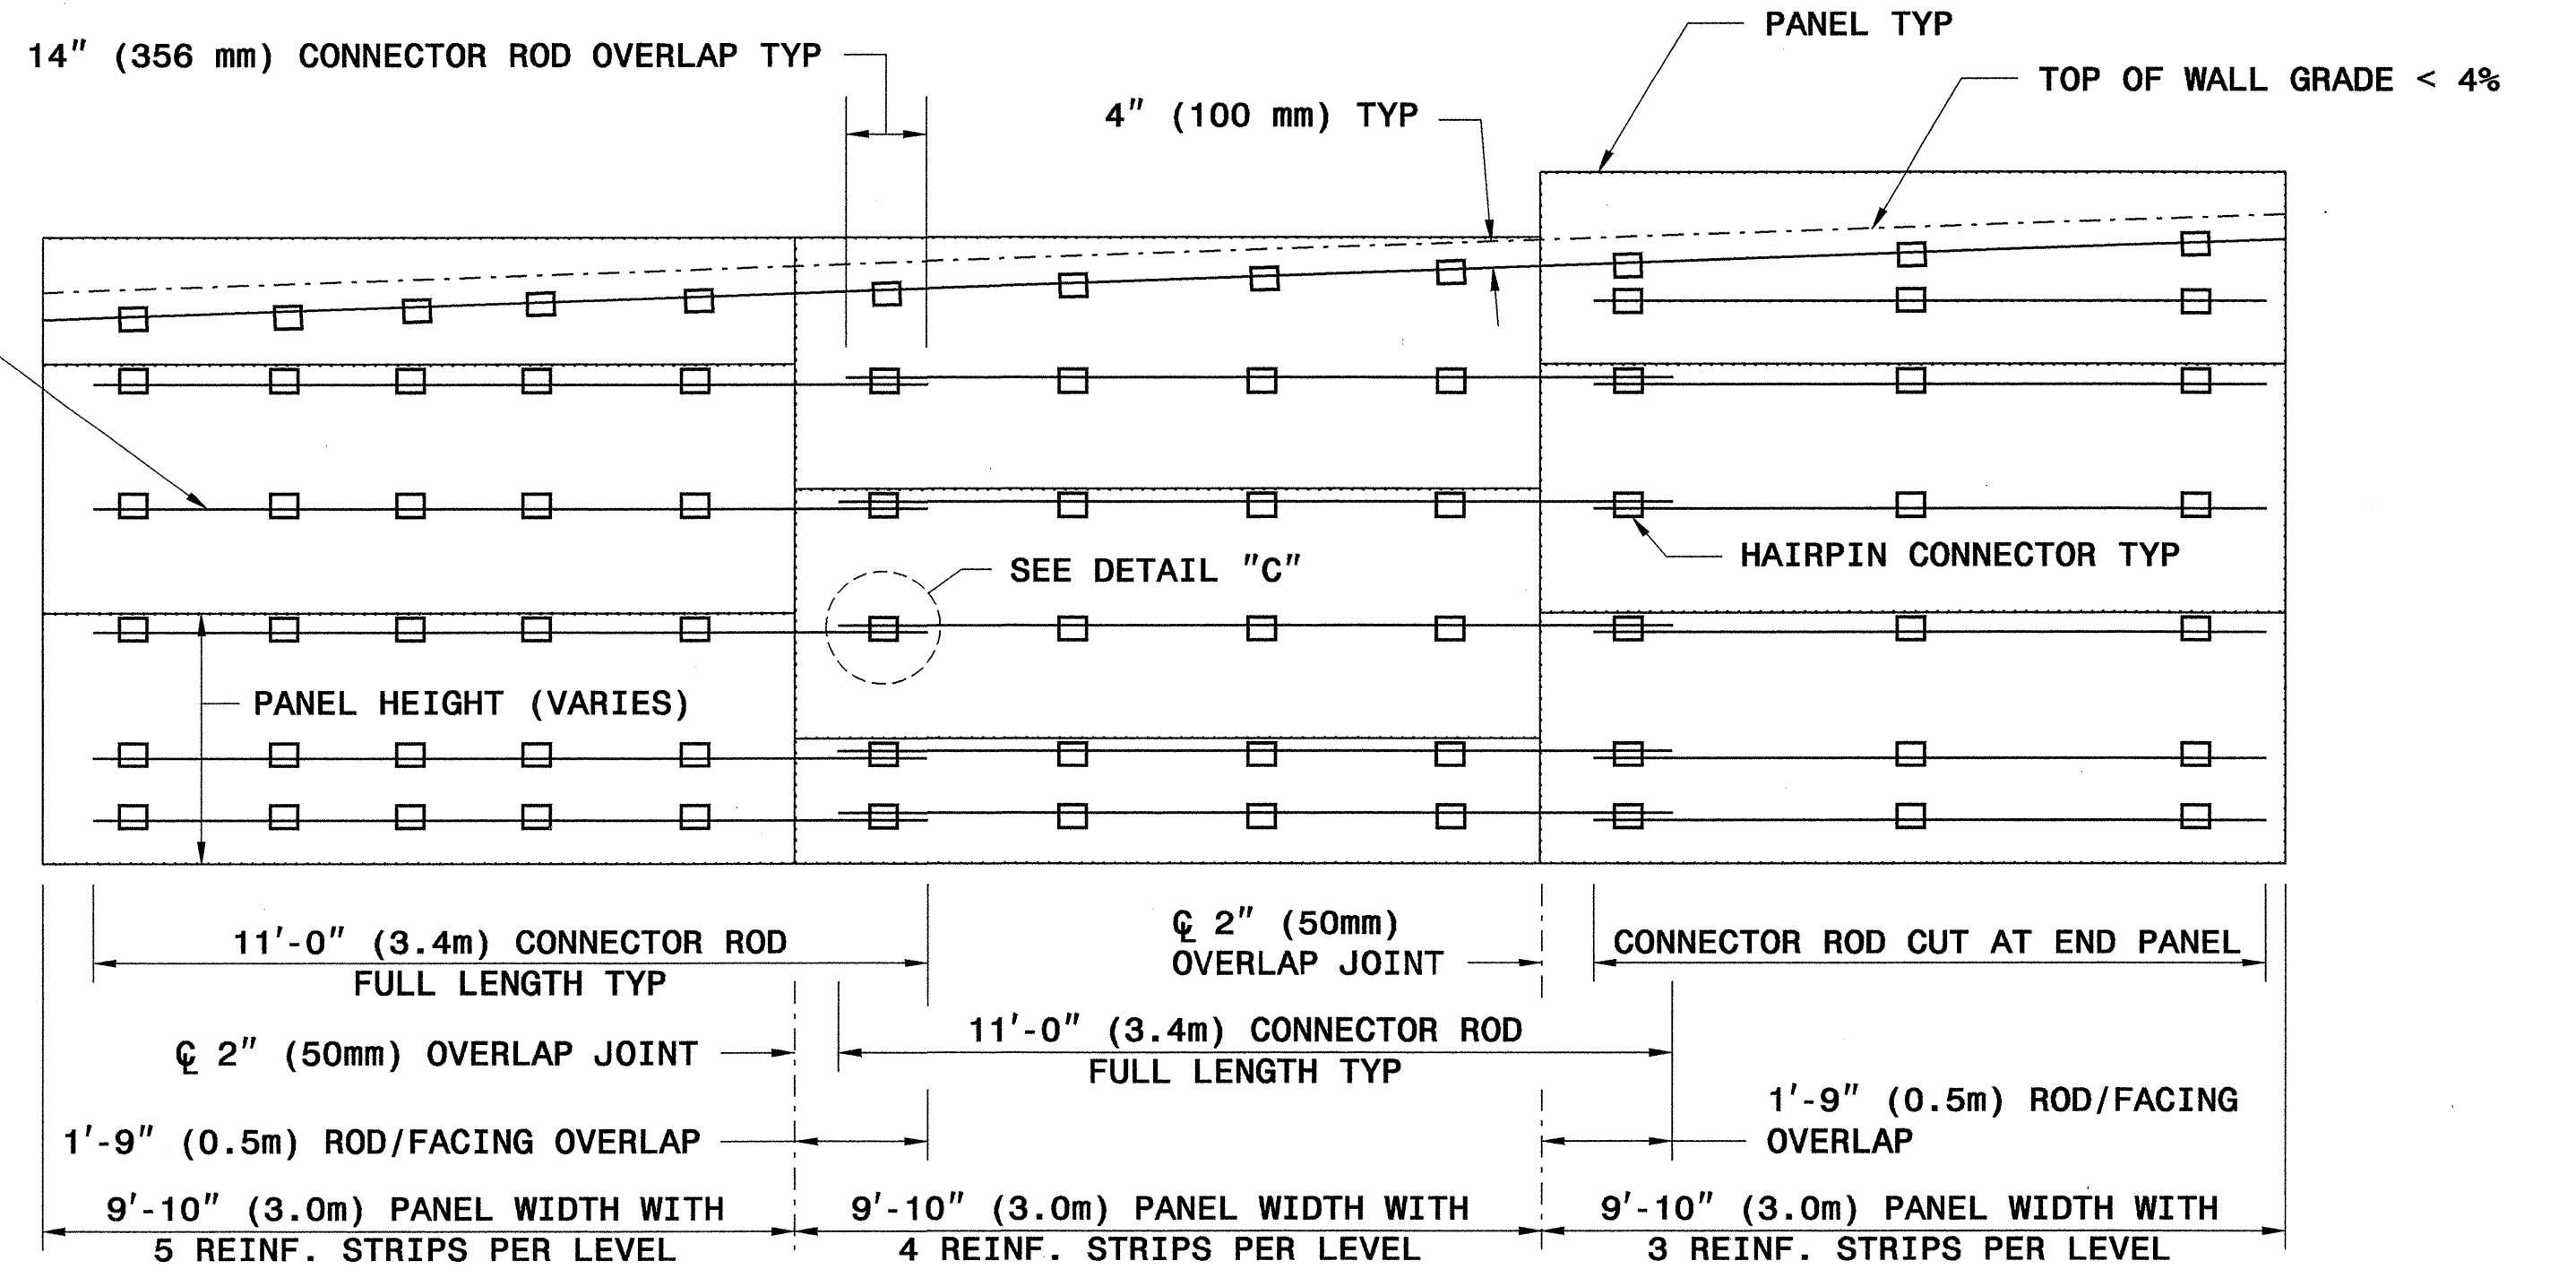 PANEL TYP
14" (356 mm) CONNECTOR ROD OVERLAP TYP
TOP OF WALL GRADE < 4%
4" (100 mm) TYP
HAIRPIN CONNECTOR TYP
SEE DETAIL "C"
PANEL HEIGHT (VARIES)
11'-0" (3.4m) CONNECTOR ROD
FULL LENGTH TYP
℄ 2" (50mm)
OVERLAP JOINT
CONNECTOR ROD CUT AT END PANEL
℄ 2" (50mm) OVERLAP JOINT
11'-0" (3.4m) CONNECTOR ROD
FULL LENGTH TYP
1'-9" (0.5m) ROD/FACING OVERLAP
1'-9" (0.5m) ROD/FACING
OVERLAP
9'-10" (3.0m) PANEL WIDTH WITH
5 REINF. STRIPS PER LEVEL
9'-10" (3.0m) PANEL WIDTH WITH
4 REINF. STRIPS PER LEVEL
9'-10" (3.0m) PANEL WIDTH WITH
3 REINF. STRIPS PER LEVEL